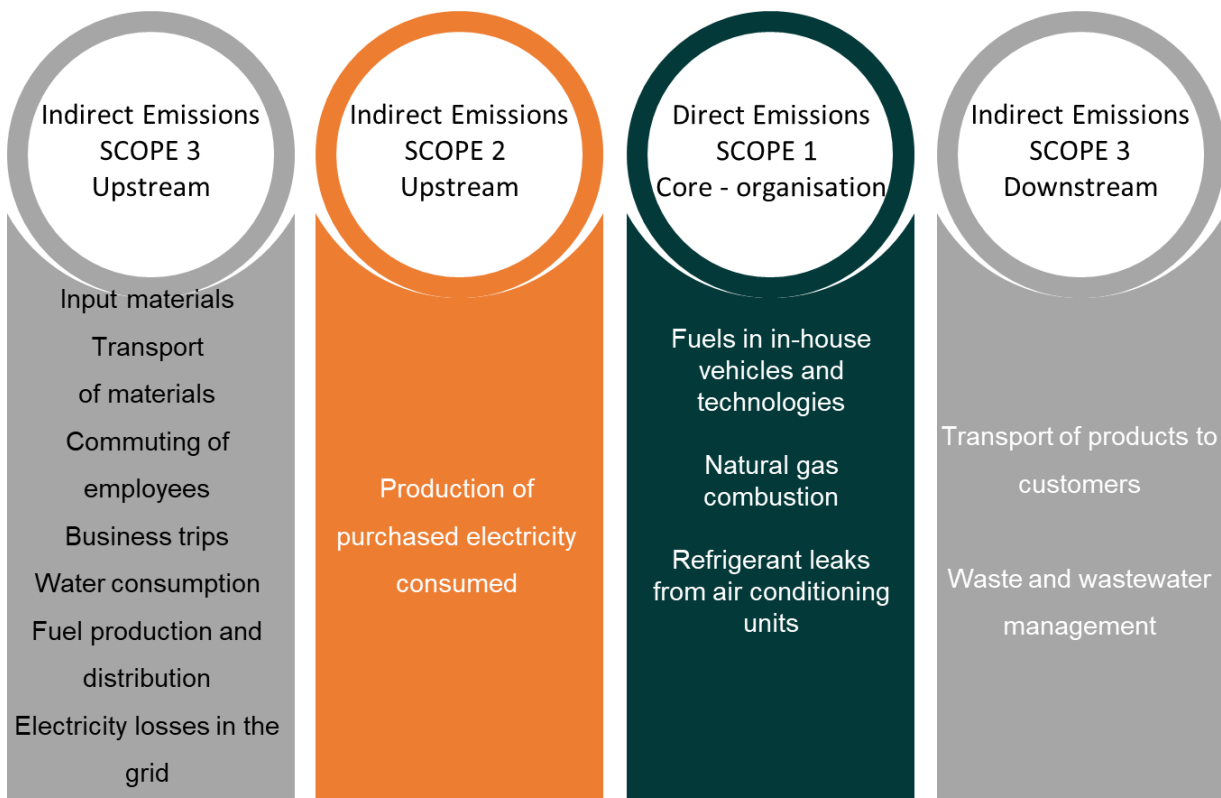 Indirect Emissions
SCOPE 3
Upstream
Input materials
Transport
of materials
Commuting of
employees
Business trips
Water consumption
Fuel production and
distribution
Electricity losses in the
grid
Indirect Emissions
SCOPE 2
Upstream
Production of
purchased electricity
consumed
Direct Emissions
SCOPE 1
Core - organisation
Fuels in in-house
vehicles and
technologies
Natural gas
combustion
Refrigerant leaks
from air conditioning
units
Indirect Emissions
SCOPE 3
Downstream
Transport of products to
customers
Waste and wastewater
management